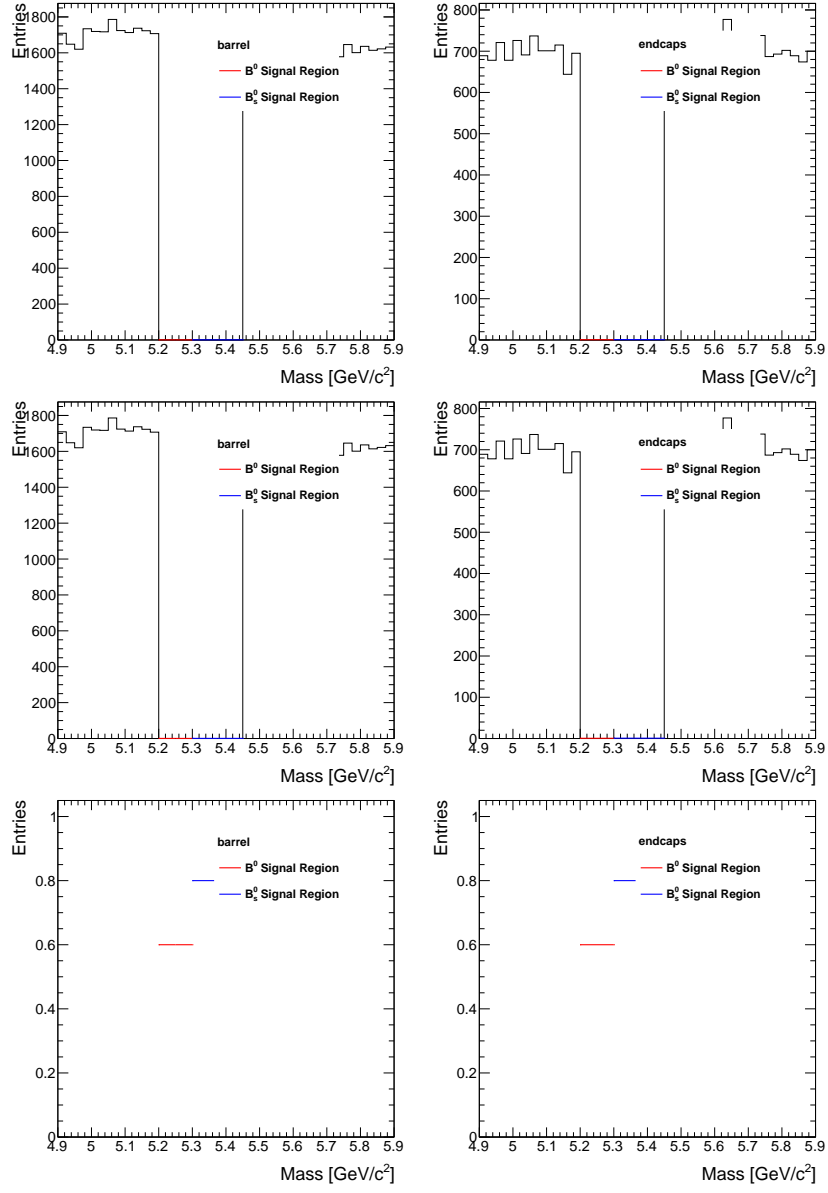 Entries
1800
1600
1400
1200
1000
800
600
400
200
0
barrel
B⁰ Signal Region
B⁰ₛ Signal Region
4.9 5 5.1 5.2 5.3 5.4 5.5 5.6 5.7 5.8 5.9
Mass [GeV/c²]
Entries
800
700
600
500
400
300
200
100
0
endcaps
B⁰ Signal Region
B⁰ₛ Signal Region
4.9 5 5.1 5.2 5.3 5.4 5.5 5.6 5.7 5.8 5.9
Mass [GeV/c²]
Entries
1800
1600
1400
1200
1000
800
600
400
200
0
barrel
B⁰ Signal Region
B⁰ₛ Signal Region
4.9 5 5.1 5.2 5.3 5.4 5.5 5.6 5.7 5.8 5.9
Mass [GeV/c²]
Entries
800
700
600
500
400
300
200
100
0
endcaps
B⁰ Signal Region
B⁰ₛ Signal Region
4.9 5 5.1 5.2 5.3 5.4 5.5 5.6 5.7 5.8 5.9
Mass [GeV/c²]
Entries
1
0.8
0.6
0.4
0.2
0
barrel
B⁰ Signal Region
B⁰ₛ Signal Region
4.9 5 5.1 5.2 5.3 5.4 5.5 5.6 5.7 5.8 5.9
Mass [GeV/c²]
Entries
1
0.8
0.6
0.4
0.2
0
endcaps
B⁰ Signal Region
B⁰ₛ Signal Region
4.9 5 5.1 5.2 5.3 5.4 5.5 5.6 5.7 5.8 5.9
Mass [GeV/c²]